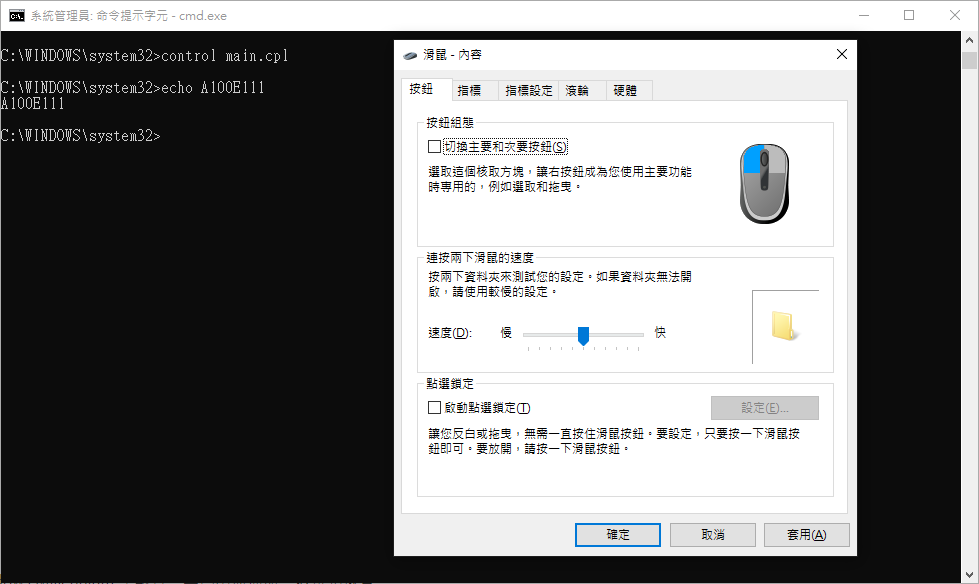 系統管理員: 命令提示字元 - cmd.exe
C:\WINDOWS\system32>control main.cpl
C:\WINDOWS\system32>echo A100E111
A100E111
C:\WINDOWS\system32>
滑鼠 - 內容
按鈕 指標 指標設定 滾輪 硬體
按鈕組態
切換主要和次要按鈕(S)
選取這個核取方塊，讓右按鈕成為您使用主要功能
時專用的，例如選取和拖曳。
連按兩下滑鼠的速度
按兩下資料夾來測試您的設定。如果資料夾無法開
啟，請使用較慢的設定。
速度(D): 慢 快
點選鎖定
啟動點選鎖定(T)
設定(E)...
讓您反白或拖曳，無需一直按住滑鼠按鈕。要設定，只要按一下滑鼠按
鈕即可。要放開，請按一下滑鼠按鈕。
確定 取消 套用(A)